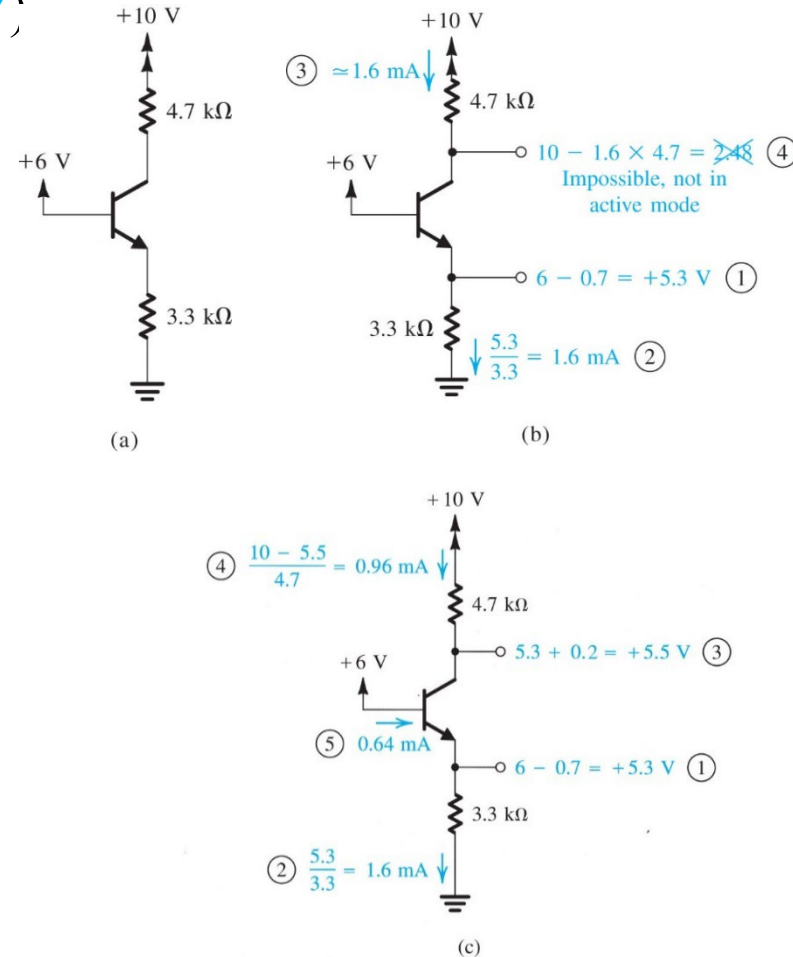 +10 V
4.7 kΩ
+6 V
3.3 kΩ
(a)
+10 V
③ ≃1.6 mA
4.7 kΩ
+6 V
10 − 1.6 × 4.7 = 2.48 ④
Impossible, not in
active mode
6 − 0.7 = +5.3 V ①
3.3 kΩ
5.3
3.3
= 1.6 mA ②
(b)
+10 V
④ 10 − 5.5
4.7
= 0.96 mA
4.7 kΩ
5.3 + 0.2 = +5.5 V ③
+6 V
⑤ 0.64 mA
6 − 0.7 = +5.3 V ①
3.3 kΩ
② 5.3
3.3
= 1.6 mA
(c)